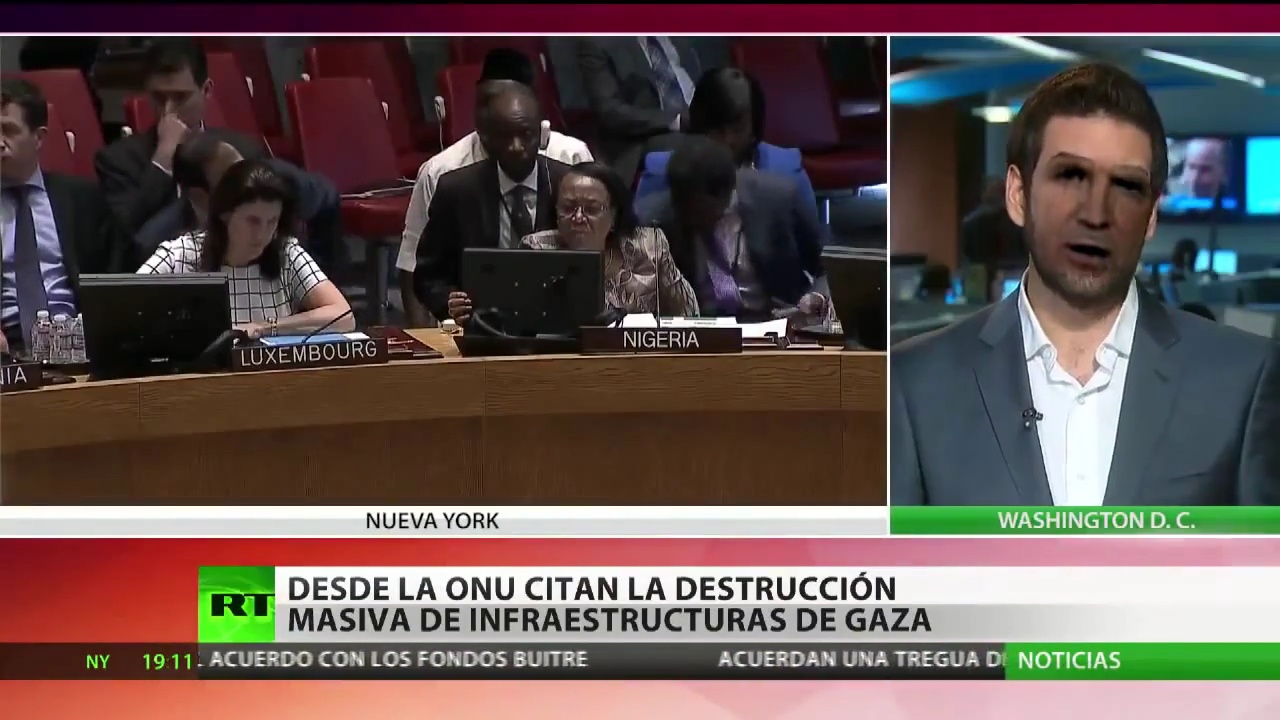 NIA
LUXEMBOURG
NIGERIA
NUEVA YORK
WASHINGTON D. C.
RT
DESDE LA ONU CITAN LA DESTRUCCIÓN
MASIVA DE INFRAESTRUCTURAS DE GAZA
NY 19:11 ACUERDO CON LOS FONDOS BUITRE ACUERDAN UNA TREGUA NOTICIAS